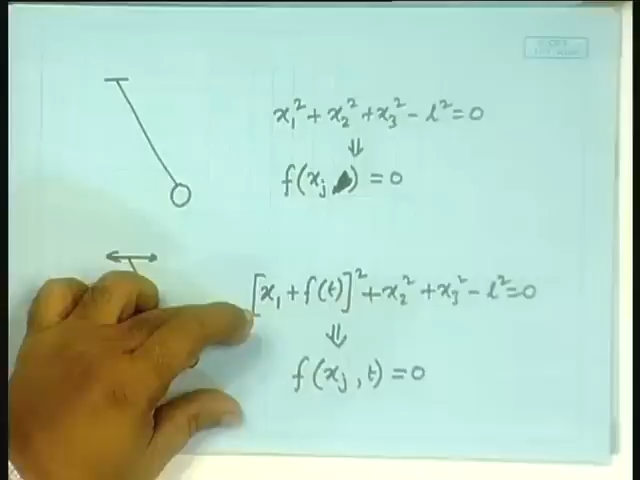 x₁² + x₂² + x₃² - l² = 0
⇓
f(xⱼ ) = 0
[x₁ + f(t)]² + x₂² + x₃² - l² = 0
⇓
f(xⱼ, t) = 0